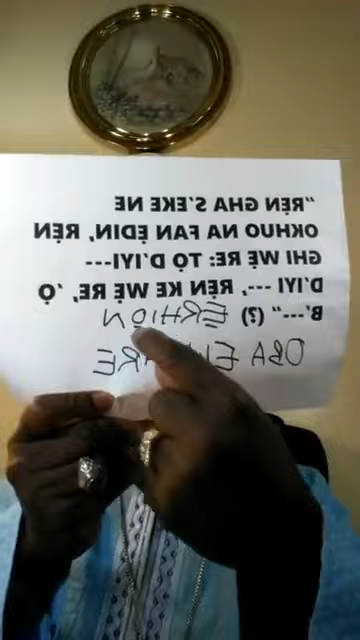 "RẸN GHA S'EKE NE
OKHUO NA FAN ẸDIN, RẸN
GHI WẸ RE: TỌ D'IYI---
D'IYI ---, RẸN KE WẸ RE, 'Ọ
'B.---" (?) ẸRHIỌN
OBA